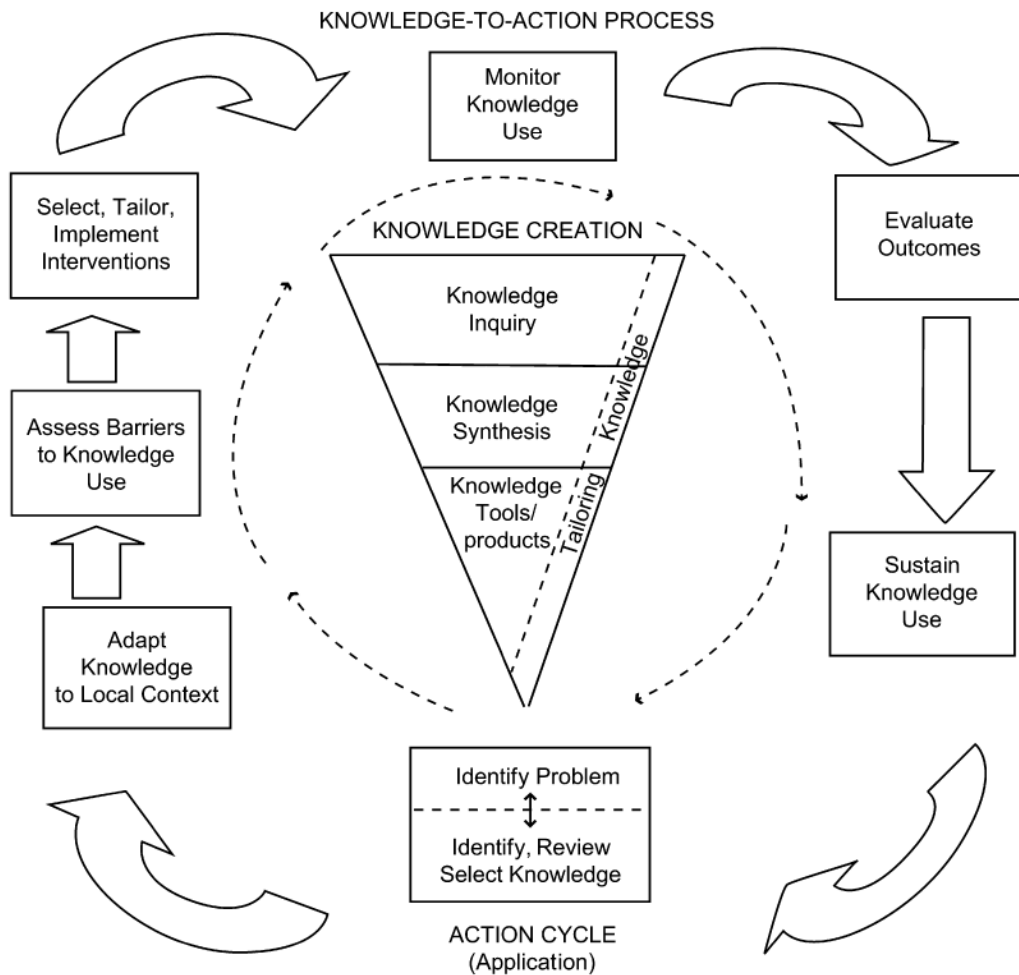 KNOWLEDGE-TO-ACTION PROCESS
Monitor
Knowledge
Use
Select, Tailor,
Implement
Interventions
Evaluate
Outcomes
KNOWLEDGE CREATION
Knowledge
Inquiry
Knowledge
Synthesis
Knowledge
Tools/
products
Tailoring Knowledge
Assess Barriers
to Knowledge
Use
Sustain
Knowledge
Use
Adapt
Knowledge
to Local Context
Identify Problem
Identify, Review
Select Knowledge
ACTION CYCLE
(Application)